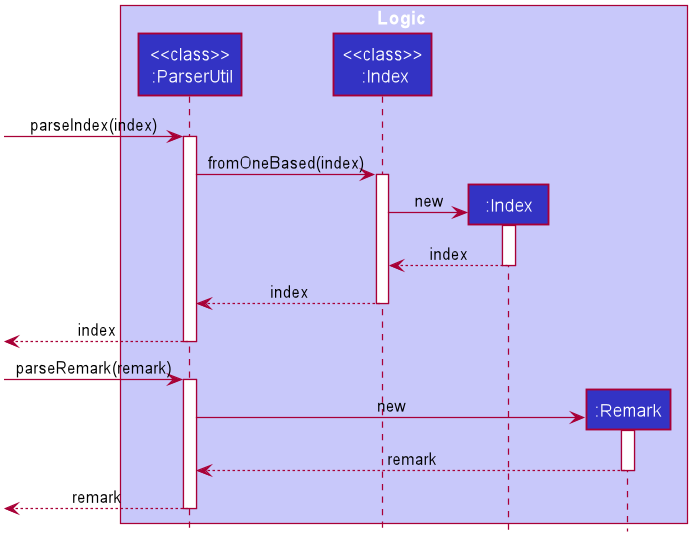 Logic
<<class>>
:ParserUtil
<<class>>
:Index
parseIndex(index)
fromOneBased(index)
new
:Index
index
index
index
parseRemark(remark)
new
:Remark
remark
remark